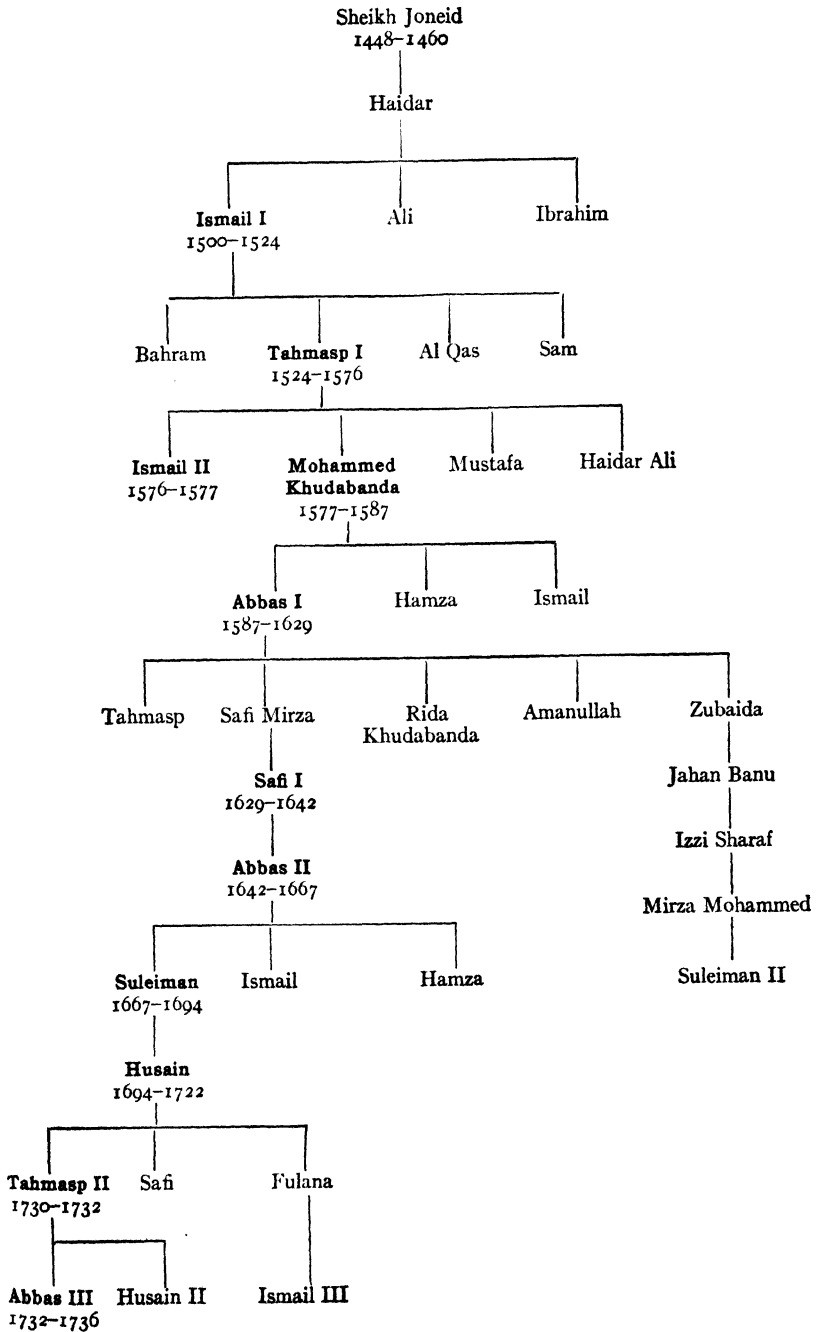 Sheikh Joneid
1448–1460
Haidar
Ismail I
1500–1524
Ali
Ibrahim
Bahram
Tahmasp I
1524–1576
Al Qas
Sam
Ismail II
1576–1577
Mohammed
Khudabanda
1577–1587
Mustafa
Haidar Ali
Abbas I
1587–1629
Hamza
Ismail
Tahmasp
Safi Mirza
Rida
Khudabanda
Amanullah
Zubaida
Safi I
1629–1642
Jahan Banu
Izzi Sharaf
Abbas II
1642–1667
Mirza Mohammed
Suleiman
1667–1694
Ismail
Hamza
Suleiman II
Husain
1694–1722
Tahmasp II
1730–1732
Safi
Fulana
Abbas III
1732–1736
Husain II
Ismail III